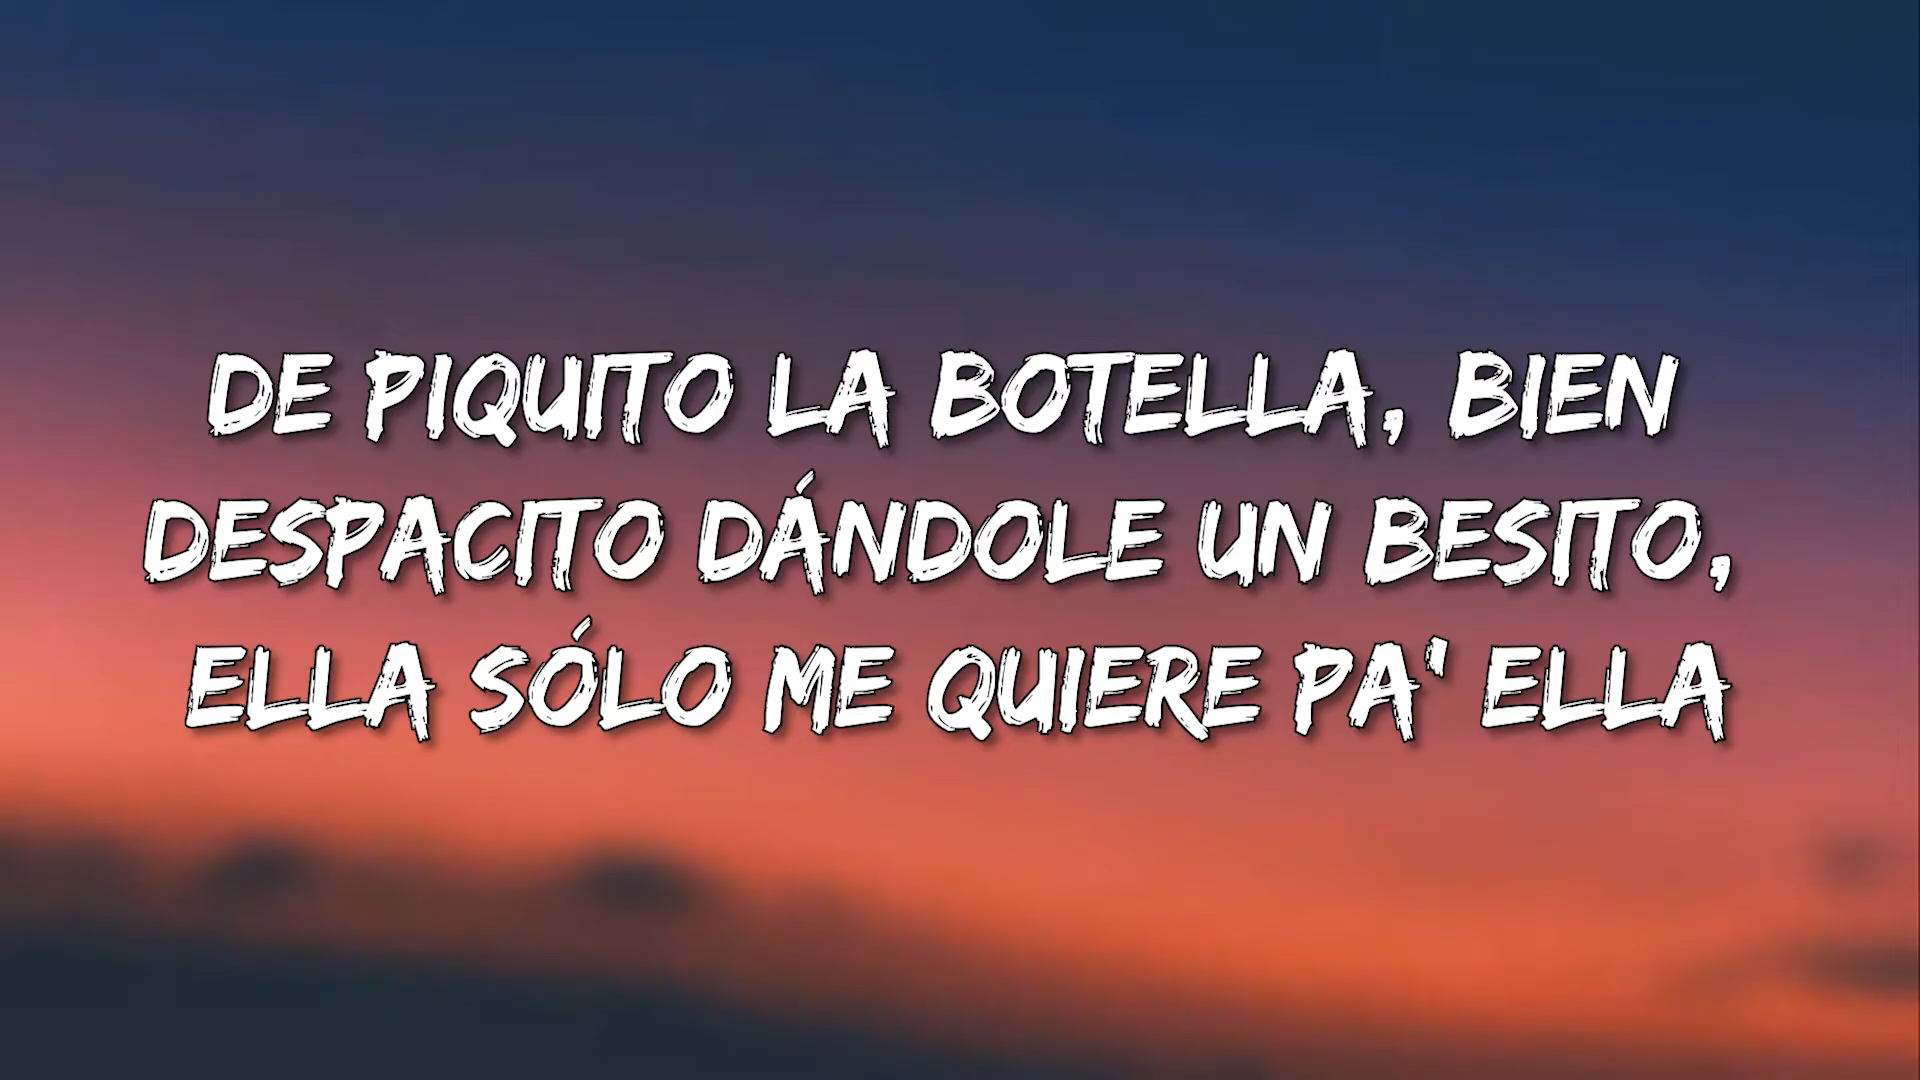 DE PIQUITO LA BOTELLA, BIEN
DESPACITO DÁNDOLE UN BESITO,
ELLA SÓLO ME QUIERE PA' ELLA